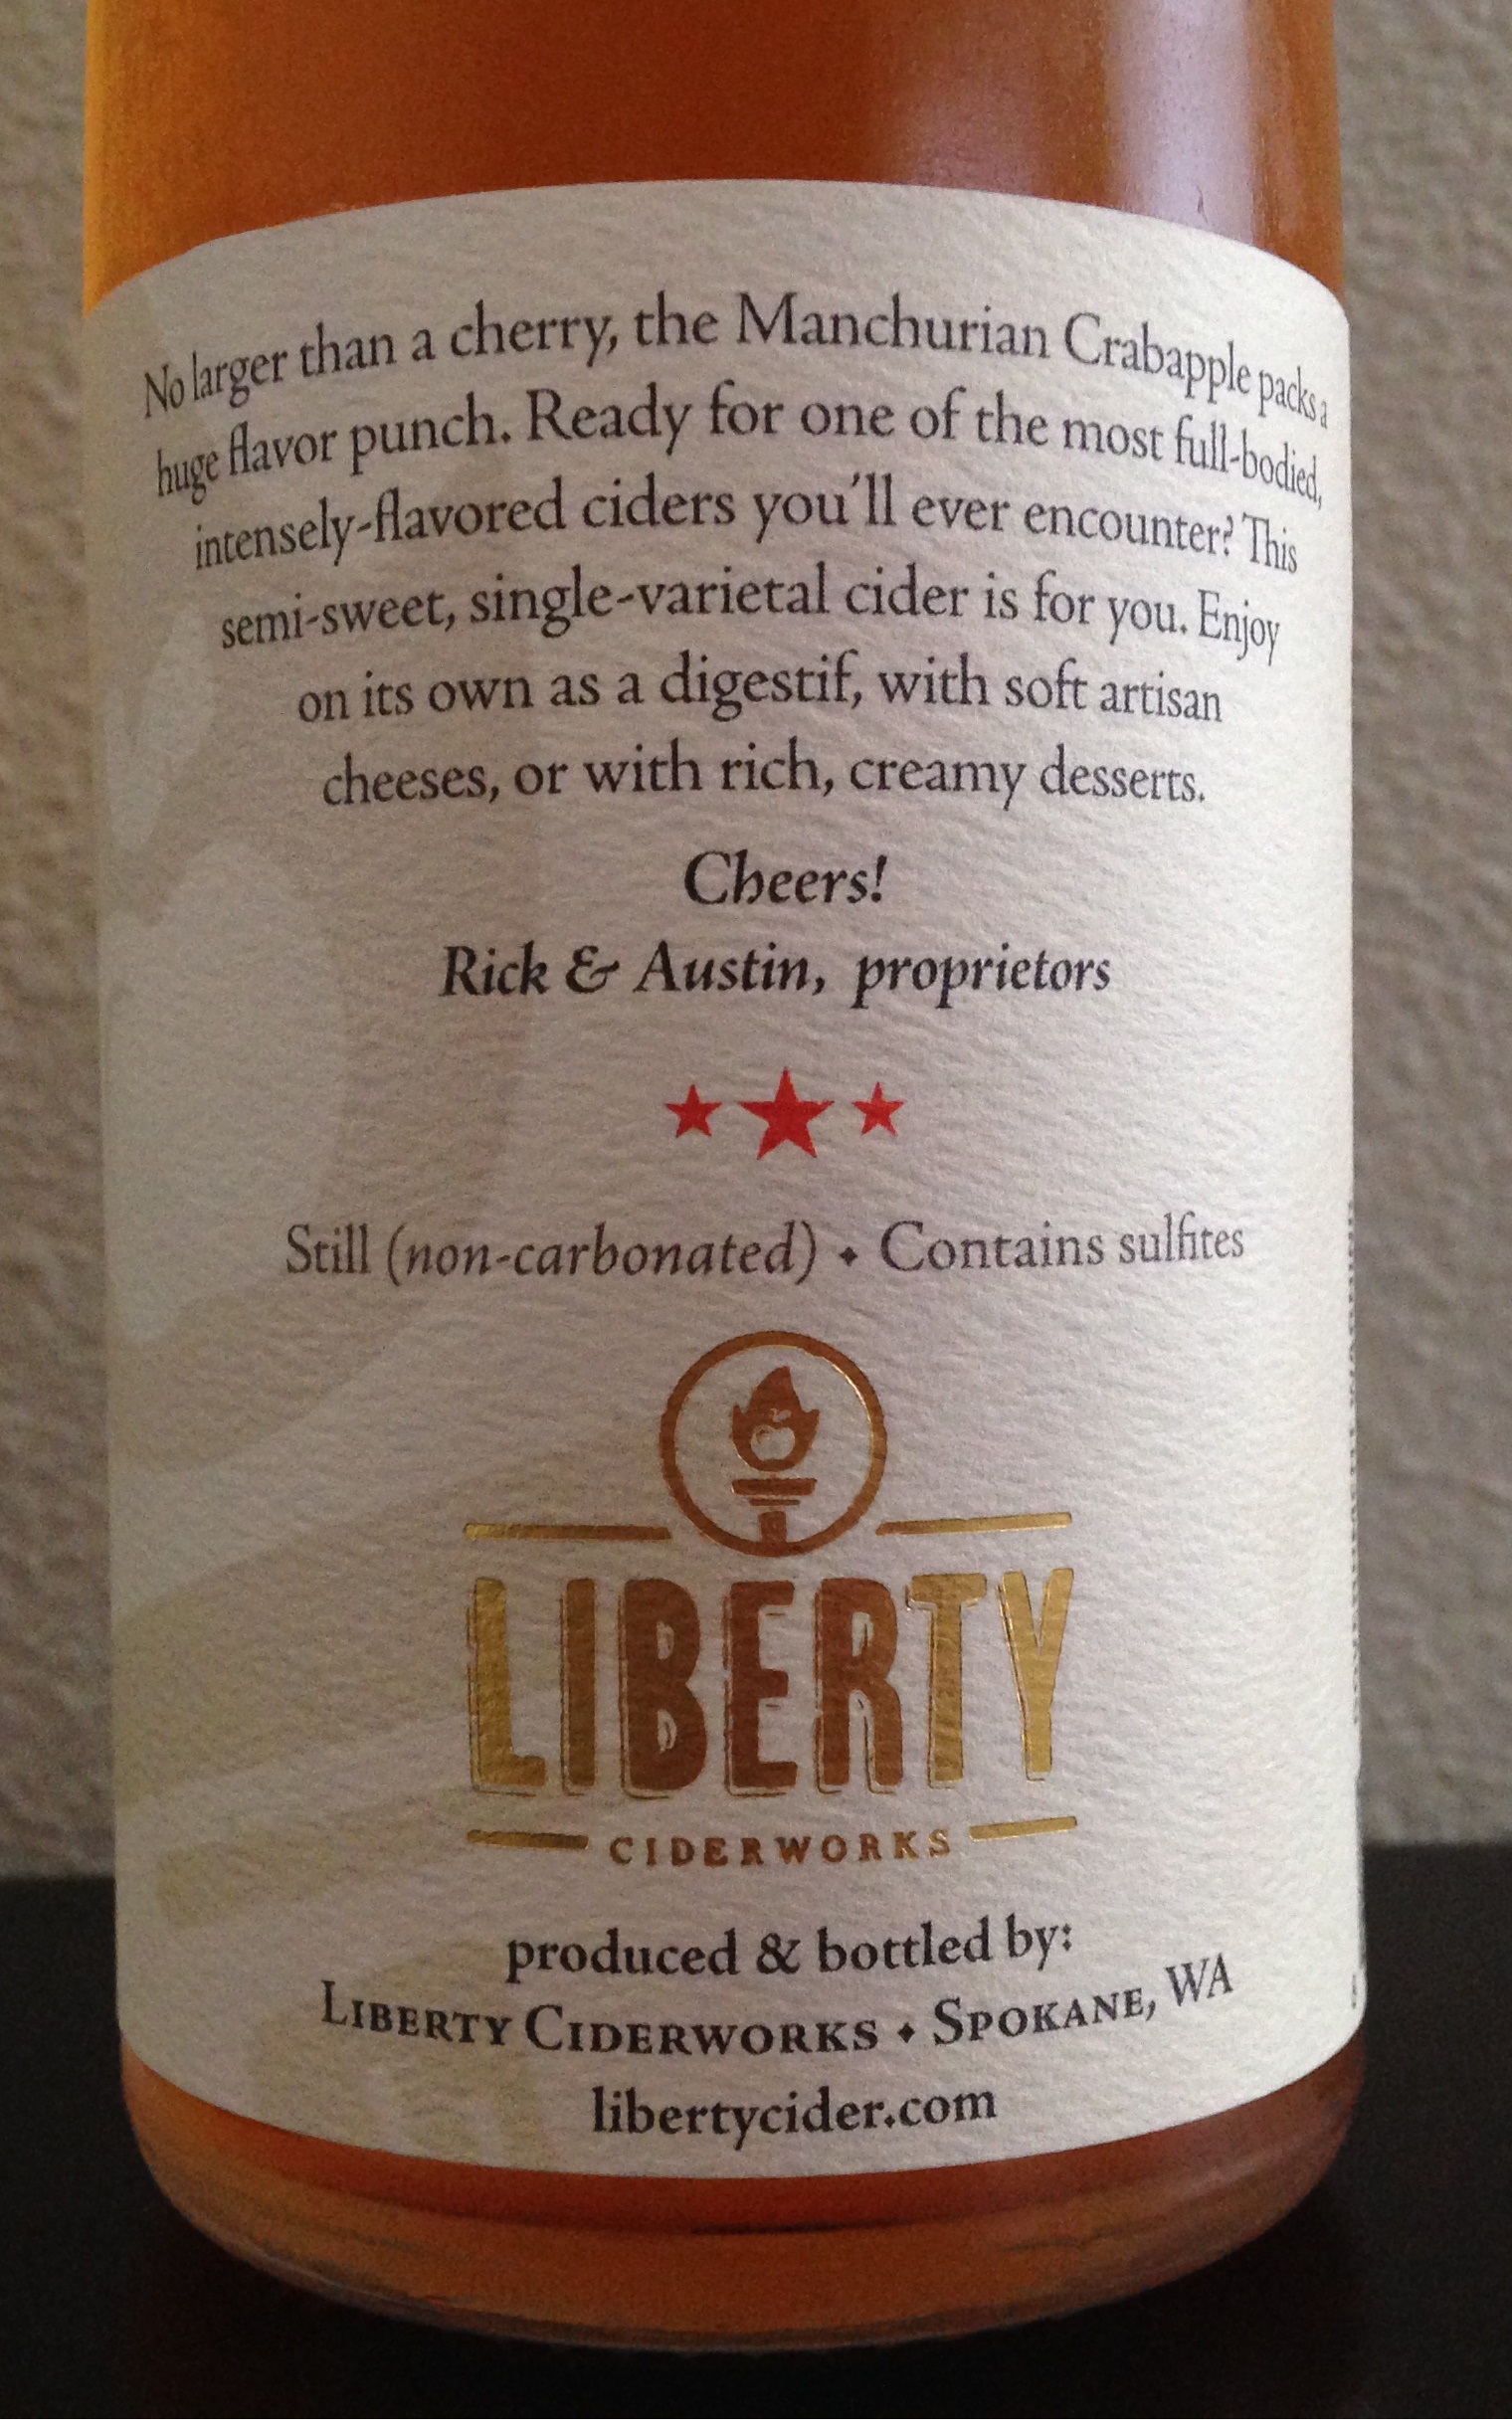 No larger than a cherry, the Manchurian Crabapple packs a
huge flavor punch. Ready for one of the most full-bodied,
intensely-flavored ciders you'll ever encounter? This
semi-sweet, single-varietal cider is for you. Enjoy
on its own as a digestif, with soft artisan
cheeses, or with rich, creamy desserts.
Cheers!
Rick & Austin, proprietors
Still (non-carbonated) ⬩ Contains sulfites
LIBERTY
CIDERWORKS
produced & bottled by:
LIBERTY CIDERWORKS ⬩ SPOKANE, WA
libertycider.com